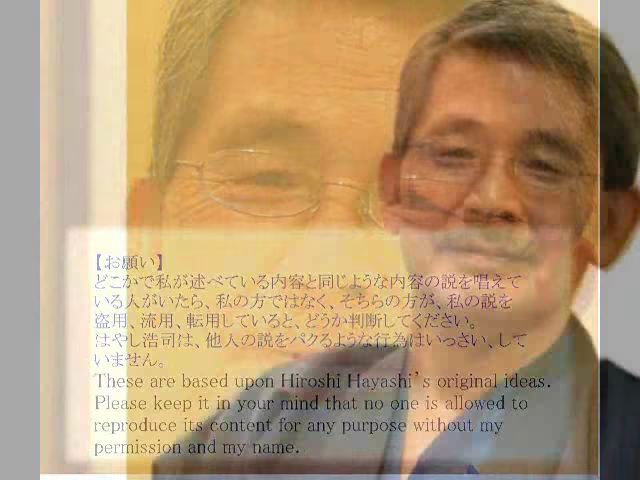 【お願い】
どこかで私が述べている内容と同じような内容の説を唱えて
いる人がいたら、私の方ではなく、そちらの方が、私の説を
盗用、流用、転用していると、どうか判断してください。
はやし浩司は、他人の説をパクるような行為はいっさい、して
いません。
These are based upon Hiroshi Hayashi's original ideas.
Please keep it in your mind that no one is allowed to
reproduce its content for any purpose without my
permission and my name.